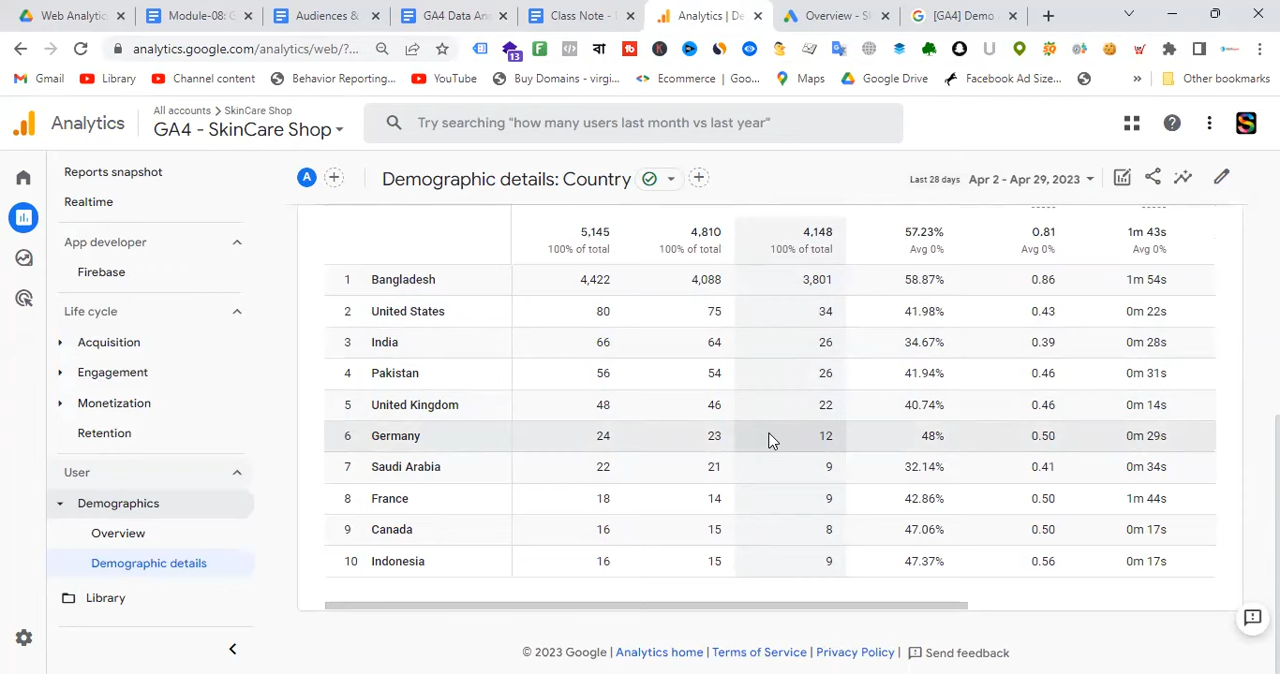 Web Analytics
Module-08: G
Audiences &
GA4 Data An
Class Note -
Analytics | De
Overview - S
[GA4] Demo
analytics.google.com/analytics/web/?...
13
বা
Gmail
Library
Channel content
Behavior Reporting...
YouTube
Buy Domains - virgi...
Ecommerce | Goo...
Maps
Google Drive
Facebook Ad Size...
»
Other bookmarks
Analytics
All accounts > SkinCare Shop
GA4 - SkinCare Shop
Try searching "how many users last month vs last year"
Reports snapshot
Realtime
App developer
Firebase
Life cycle
Acquisition
Engagement
Monetization
Retention
User
Demographics
Overview
Demographic details
Library
A
Demographic details: Country
Last 28 days Apr 2 - Apr 29, 2023
5,145 4,810 4,148 57.23% 0.81 1m 43s
100% of total 100% of total 100% of total Avg 0% Avg 0% Avg 0%
1 Bangladesh 4,422 4,088 3,801 58.87% 0.86 1m 54s
2 United States 80 75 34 41.98% 0.43 0m 22s
3 India 66 64 26 34.67% 0.39 0m 28s
4 Pakistan 56 54 26 41.94% 0.46 0m 31s
5 United Kingdom 48 46 22 40.74% 0.46 0m 14s
6 Germany 24 23 12 48% 0.50 0m 29s
7 Saudi Arabia 22 21 9 32.14% 0.41 0m 34s
8 France 18 14 9 42.86% 0.50 1m 44s
9 Canada 16 15 8 47.06% 0.50 0m 17s
10 Indonesia 16 15 9 47.37% 0.56 0m 17s
© 2023 Google | Analytics home | Terms of Service | Privacy Policy | Send feedback